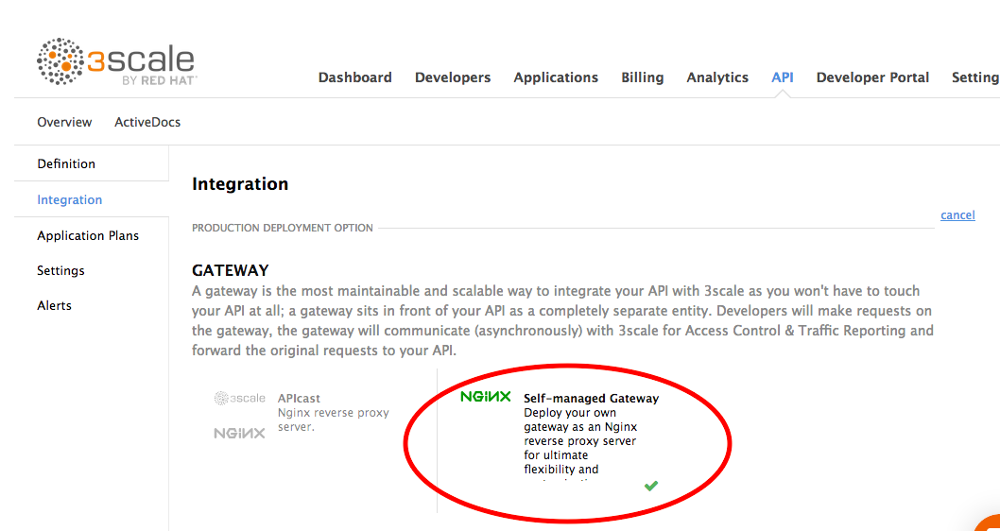 3scale
BY RED HAT
Dashboard Developers Applications Billing Analytics API Developer Portal Setting
Overview ActiveDocs
Definition
Integration
Application Plans
Settings
Alerts
Integration
cancel
PRODUCTION DEPLOYMENT OPTION
GATEWAY
A gateway is the most maintainable and scalable way to integrate your API with 3scale as you won't have to touch
your API at all; a gateway sits in front of your API as a completely separate entity. Developers will make requests on
the gateway, the gateway will communicate (asynchronously) with 3scale for Access Control & Traffic Reporting and
forward the original requests to your API.
3scale
NGINX
APIcast
Nginx reverse proxy
server.
NGINX
Self-managed Gateway
Deploy your own
gateway as an Nginx
reverse proxy server
for ultimate
flexibility and